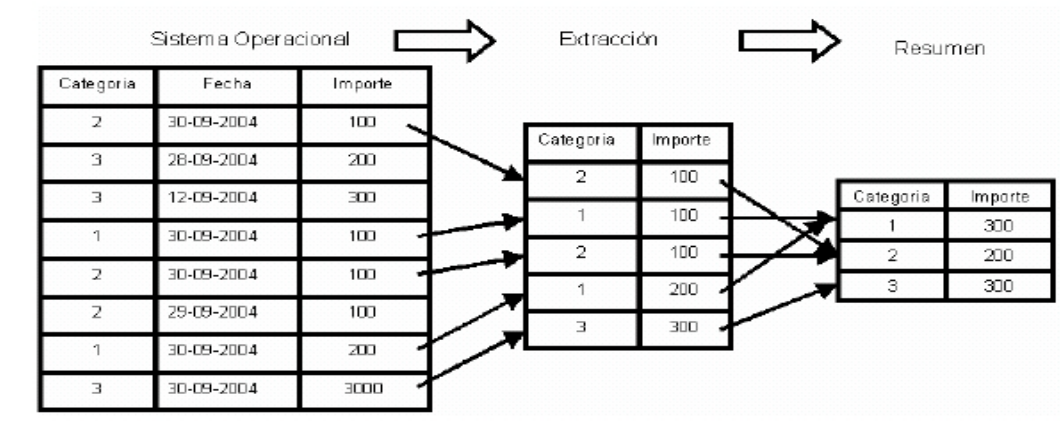 Sistema Operacional
Extracción
Resumen
Categoria Fecha Importe
2 30-09-2004 100
3 28-09-2004 200
3 12-09-2004 300
1 30-09-2004 100
2 30-09-2004 100
2 29-09-2004 100
1 30-09-2004 200
3 30-09-2004 3000
Categoria Importe
2 100
1 100
2 100
1 200
3 300
Categoria Importe
1 300
2 200
3 300